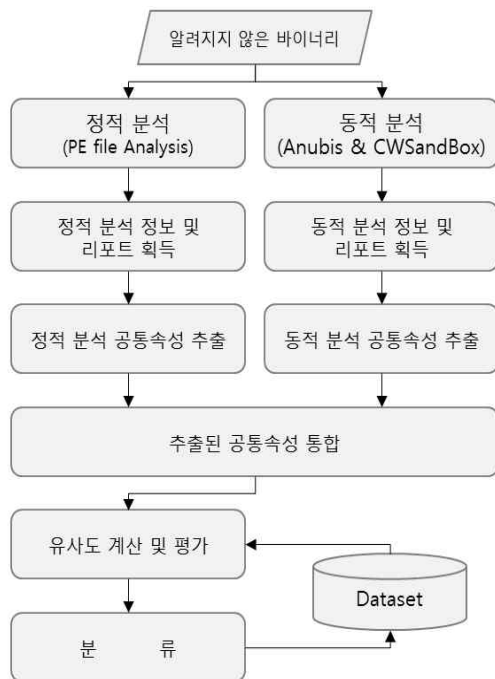 알려지지 않은 바이너리
정적 분석
(PE file Analysis)
동적 분석
(Anubis & CWSandBox)
정적 분석 정보 및
리포트 획득
동적 분석 정보 및
리포트 획득
정적 분석 공통속성 추출
동적 분석 공통속성 추출
추출된 공통속성 통합
유사도 계산 및 평가
Dataset
분 류